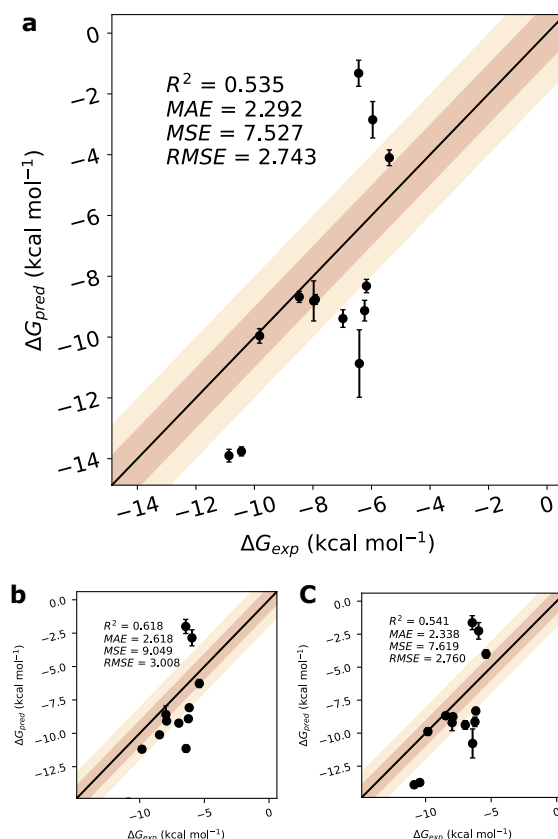 a
R² = 0.535
MAE = 2.292
MSE = 7.527
RMSE = 2.743
0
−2
−4
−6
−8
−10
−12
−14
ΔG_pred (kcal mol⁻¹)
−14 −12 −10 −8 −6 −4 −2 0
ΔG_exp (kcal mol⁻¹)
b
R² = 0.618
MAE = 2.618
MSE = 9.049
RMSE = 3.008
0.0
−2.5
−5.0
−7.5
−10.0
−12.5
ΔG_pred (kcal mol⁻¹)
−10 −5 0
ΔG_exp (kcal mol⁻¹)
C
R² = 0.541
MAE = 2.338
MSE = 7.619
RMSE = 2.760
0.0
−2.5
−5.0
−7.5
−10.0
−12.5
ΔG_pred (kcal mol⁻¹)
−10 −5 0
ΔG_exp (kcal mol⁻¹)